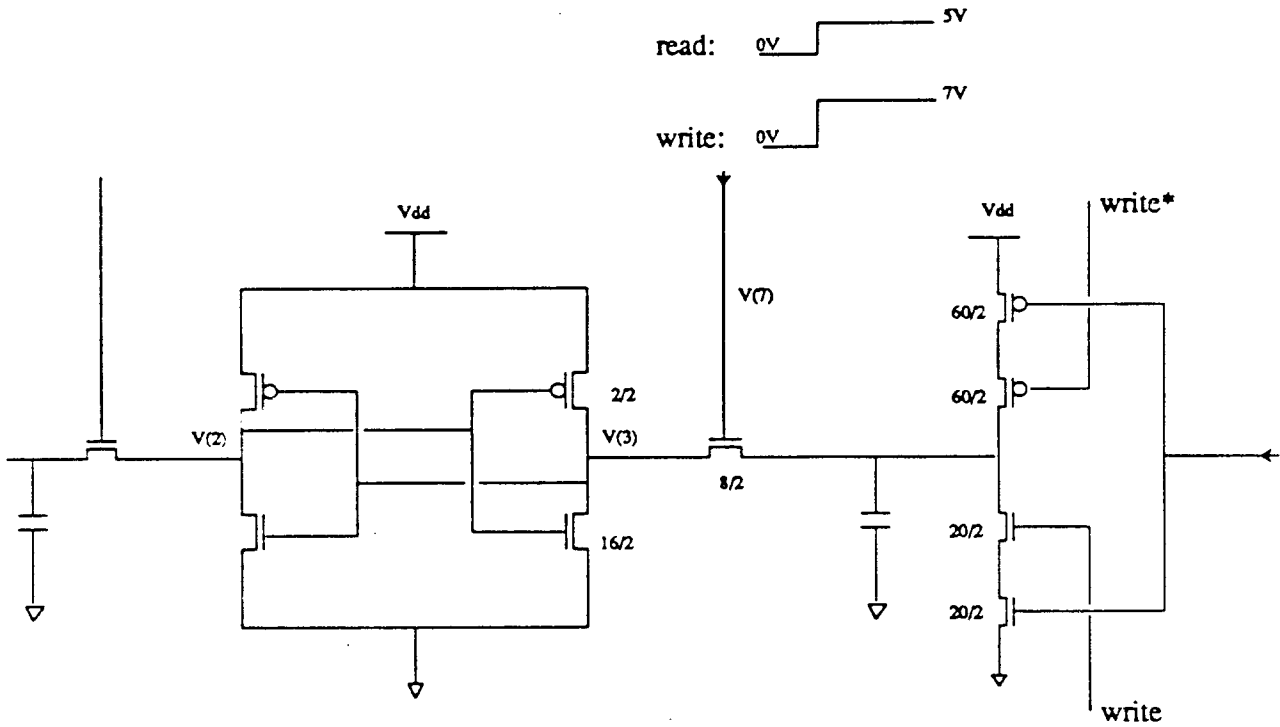 5V
read: 0V
7V
write: 0V
Vdd
Vdd
write*
V(7)
60/2
2/2
60/2
V(2)
V(3)
8/2
16/2
20/2
20/2
write